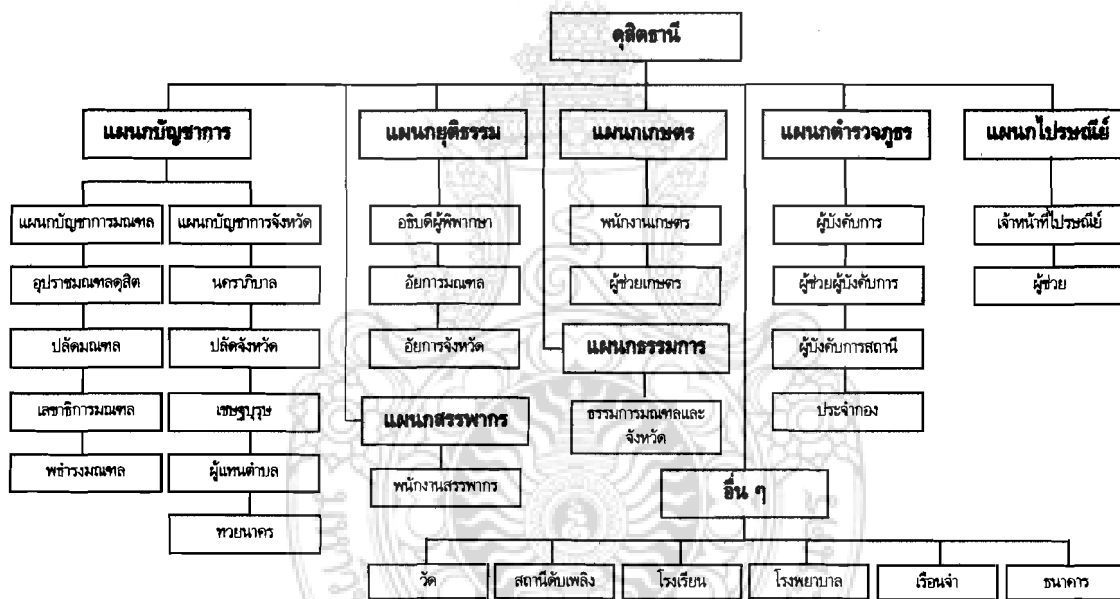 ดุสิตธานี
แผนกบัญชาการ
แผนกยุติธรรม
แผนกเกษตร
แผนกตำรวจภูธร
แผนกไปรษณีย์
แผนกบัญชาการมณฑล
แผนกบัญชาการจังหวัด
อธิบดีผู้พิพากษา
พนักงานเกษตร
ผู้บังคับการ
เจ้าหน้าที่ไปรษณีย์
อุปราชมณฑลดุสิต
นคราภิบาล
อัยการมณฑล
ผู้ช่วยเกษตร
ผู้ช่วยผู้บังคับการ
ผู้ช่วย
ปลัดมณฑล
ปลัดจังหวัด
อัยการจังหวัด
แผนกธรรมการ
ผู้บังคับการสถานี
เลขาธิการมณฑล
เชษฐบุรุษ
แผนกสรรพากร
ธรรมการมณฑลและ
จังหวัด
ประจำกอง
พธำรงมณฑล
ผู้แทนตำบล
พนักงานสรรพากร
อื่น ๆ
ทวยนาคร
วัด
สถานีดับเพลิง
โรงเรียน
โรงพยาบาล
เรือนจำ
ธนาคาร